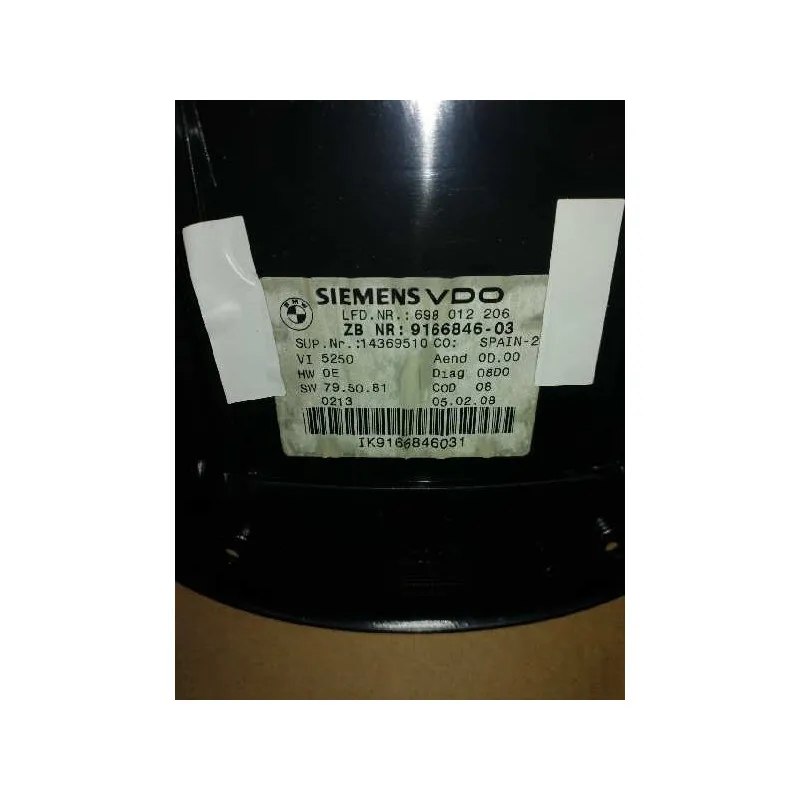 BMW
SIEMENS VDO
LFD.NR.:698 012 206
ZB NR: 9166846-03
SUP.Nr.:14369510 CO: SPAIN-2
VI 5250 Aend 0D.00
HW 0E Diag 08D0
SW 79.50.81 COD 08
0213 05.02.08
IK9166846031